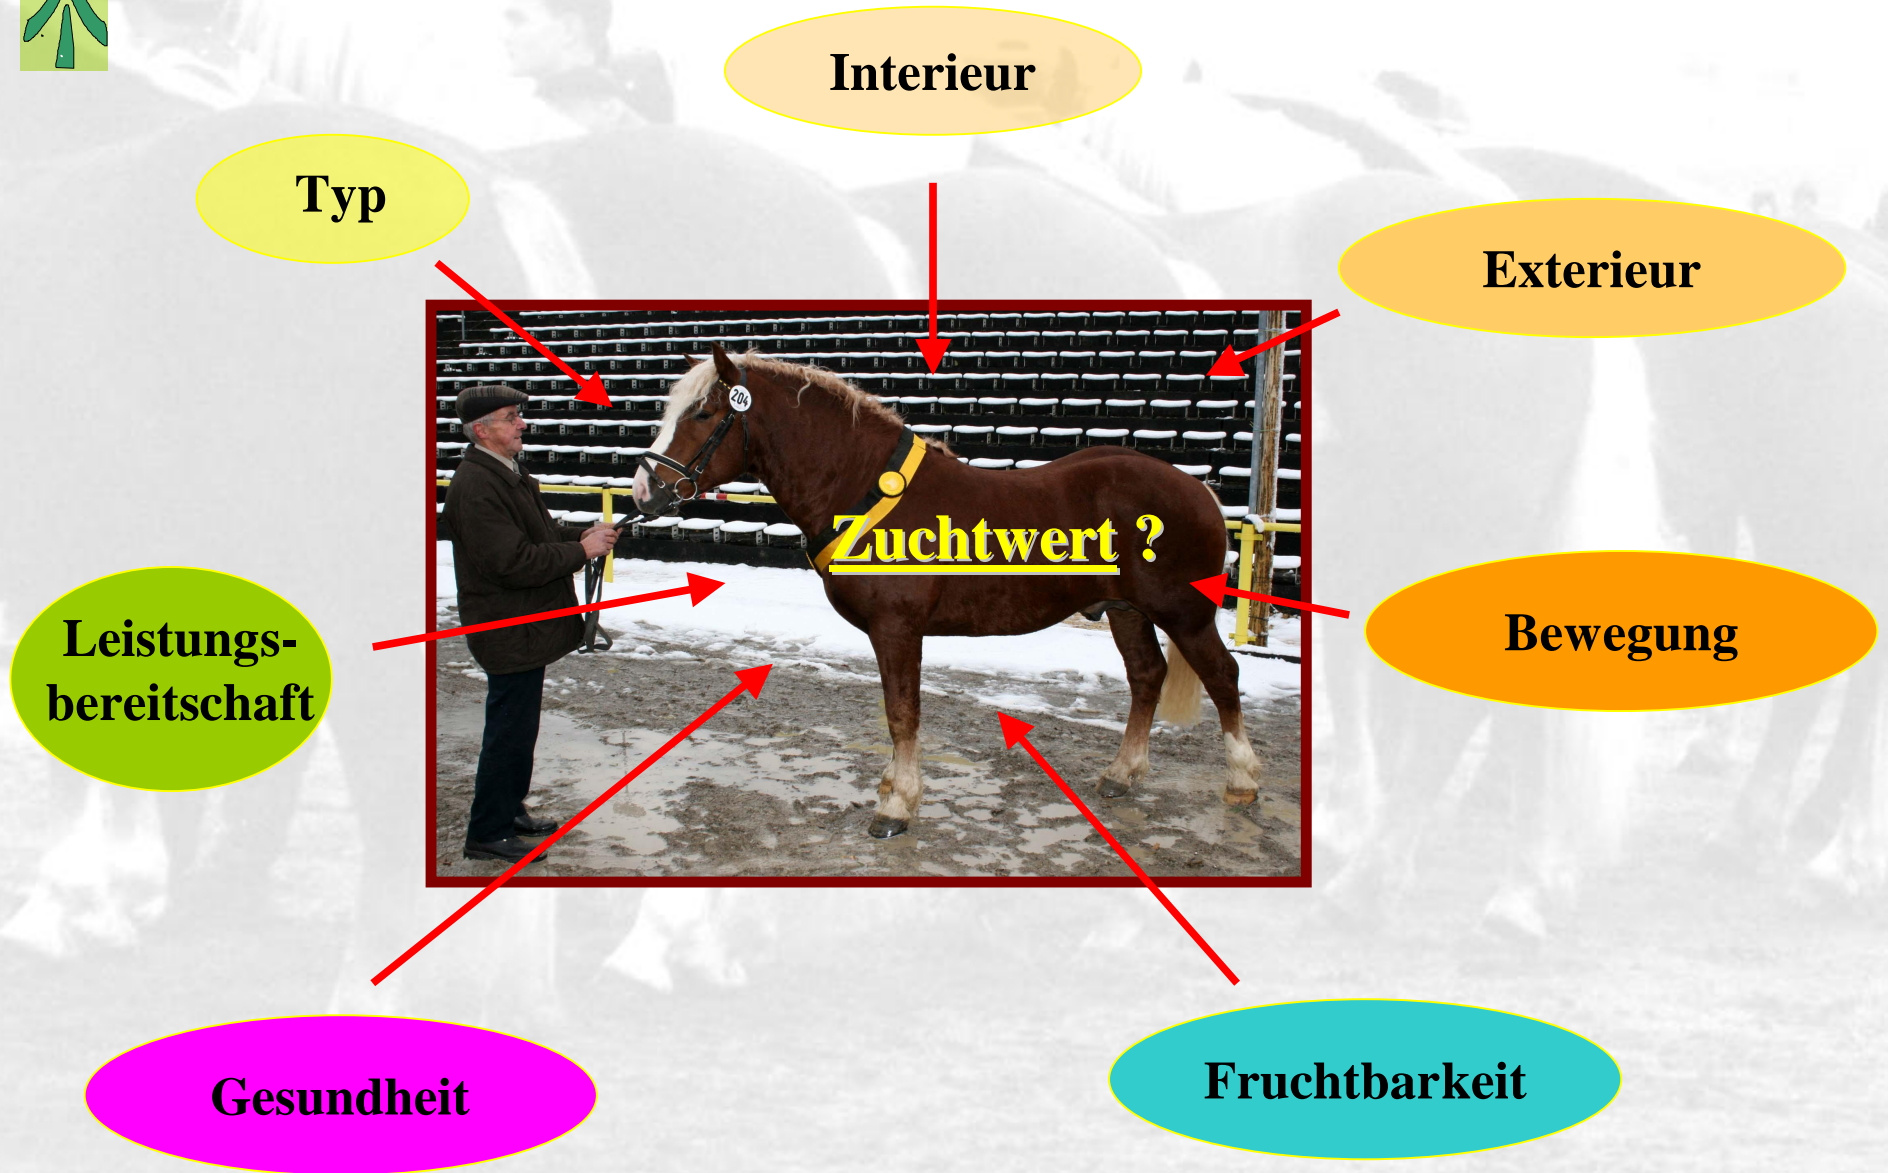 Interieur
Typ
Exterieur
204
Zuchtwert ?
Leistungs-
bereitschaft
Bewegung
Gesundheit
Fruchtbarkeit